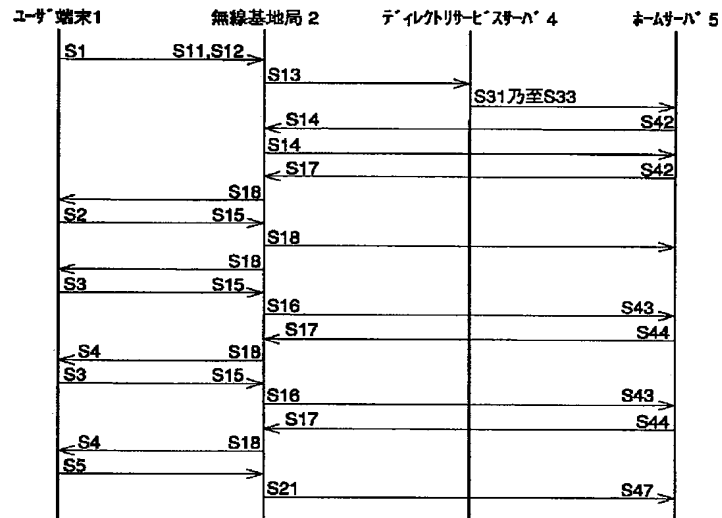 ユーザ端末1 無線基地局 2 ディレクトリサービスサーバ 4 ホームサーバ 5
S1 S11,S12
S13
S31乃至S33
S14 S42
S14
S17 S42
S18
S2 S15
S18
S18
S3 S15
S16 S43
S17 S44
S4 S18
S3 S15
S16 S43
S17 S44
S4 S18
S5
S21 S47